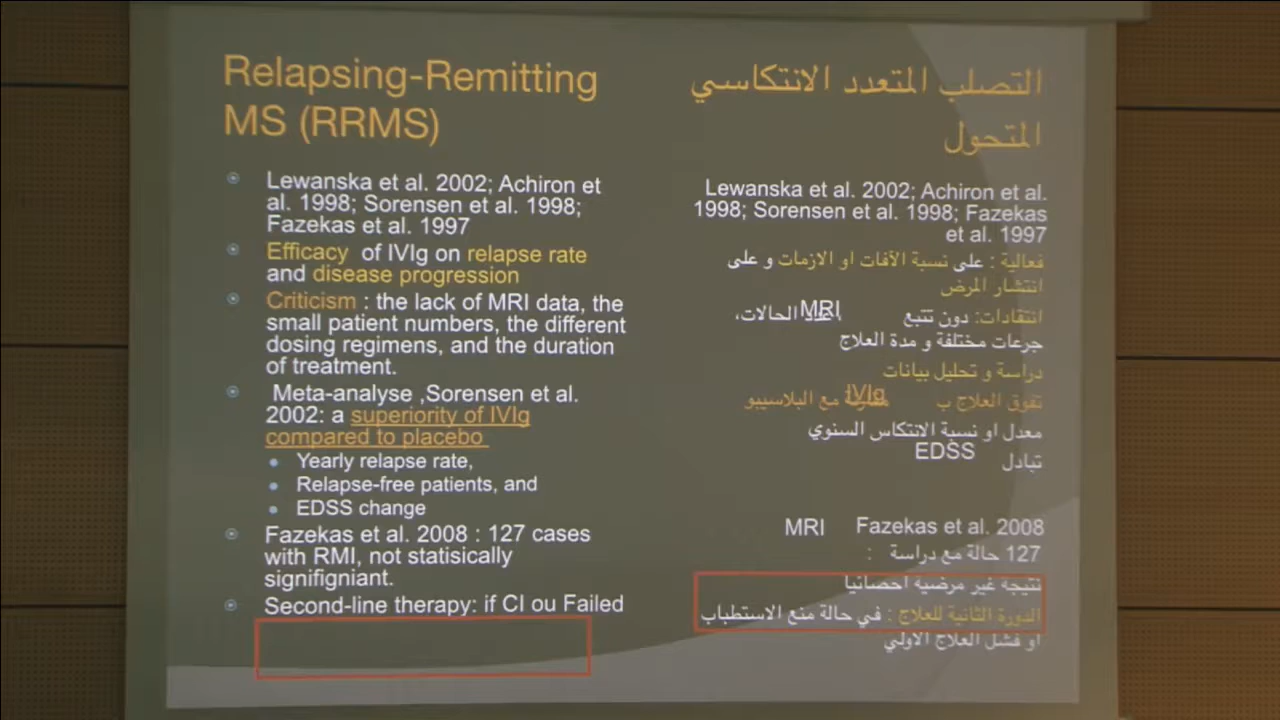 Relapsing-Remitting
MS (RRMS)
Lewanska et al. 2002; Achiron et
al. 1998; Sorensen et al. 1998;
Fazekas et al. 1997
Efficacy of IVIg on relapse rate
and disease progression
Criticism : the lack of MRI data, the
small patient numbers, the different
dosing regimens, and the duration
of treatment.
Meta-analyse ,Sorensen et al.
2002: a superiority of IVIg
compared to placebo
Yearly relapse rate,
Relapse-free patients, and
EDSS change
Fazekas et al. 2008 : 127 cases
with RMI, not statisically
signifigniant.
Second-line therapy: if CI ou Failed
التصلب المتعدد الانتكاسي
المتحول
Lewanska et al. 2002; Achiron et al.
1998; Sorensen et al. 1998; Fazekas
et al. 1997
فعالية : على نسبة الآفات او الازمات و على
انتشار المرض
انتقادات: دون تتبع MRI الحالات،
جرعات مختلفة و مدة العلاج
دراسة و تحليل بيانات
تفوق العلاج ب IVIg مع البلاسيبو
معدل او نسبة الانتكاس السنوي
تبادل EDSS
MRI Fazekas et al. 2008
127 حالة مع دراسة :
نتيجه غير مرضية احصائيا
الدورة الثانية للعلاج : في حالة منع الاستطباب
او فشل العلاج الاولي